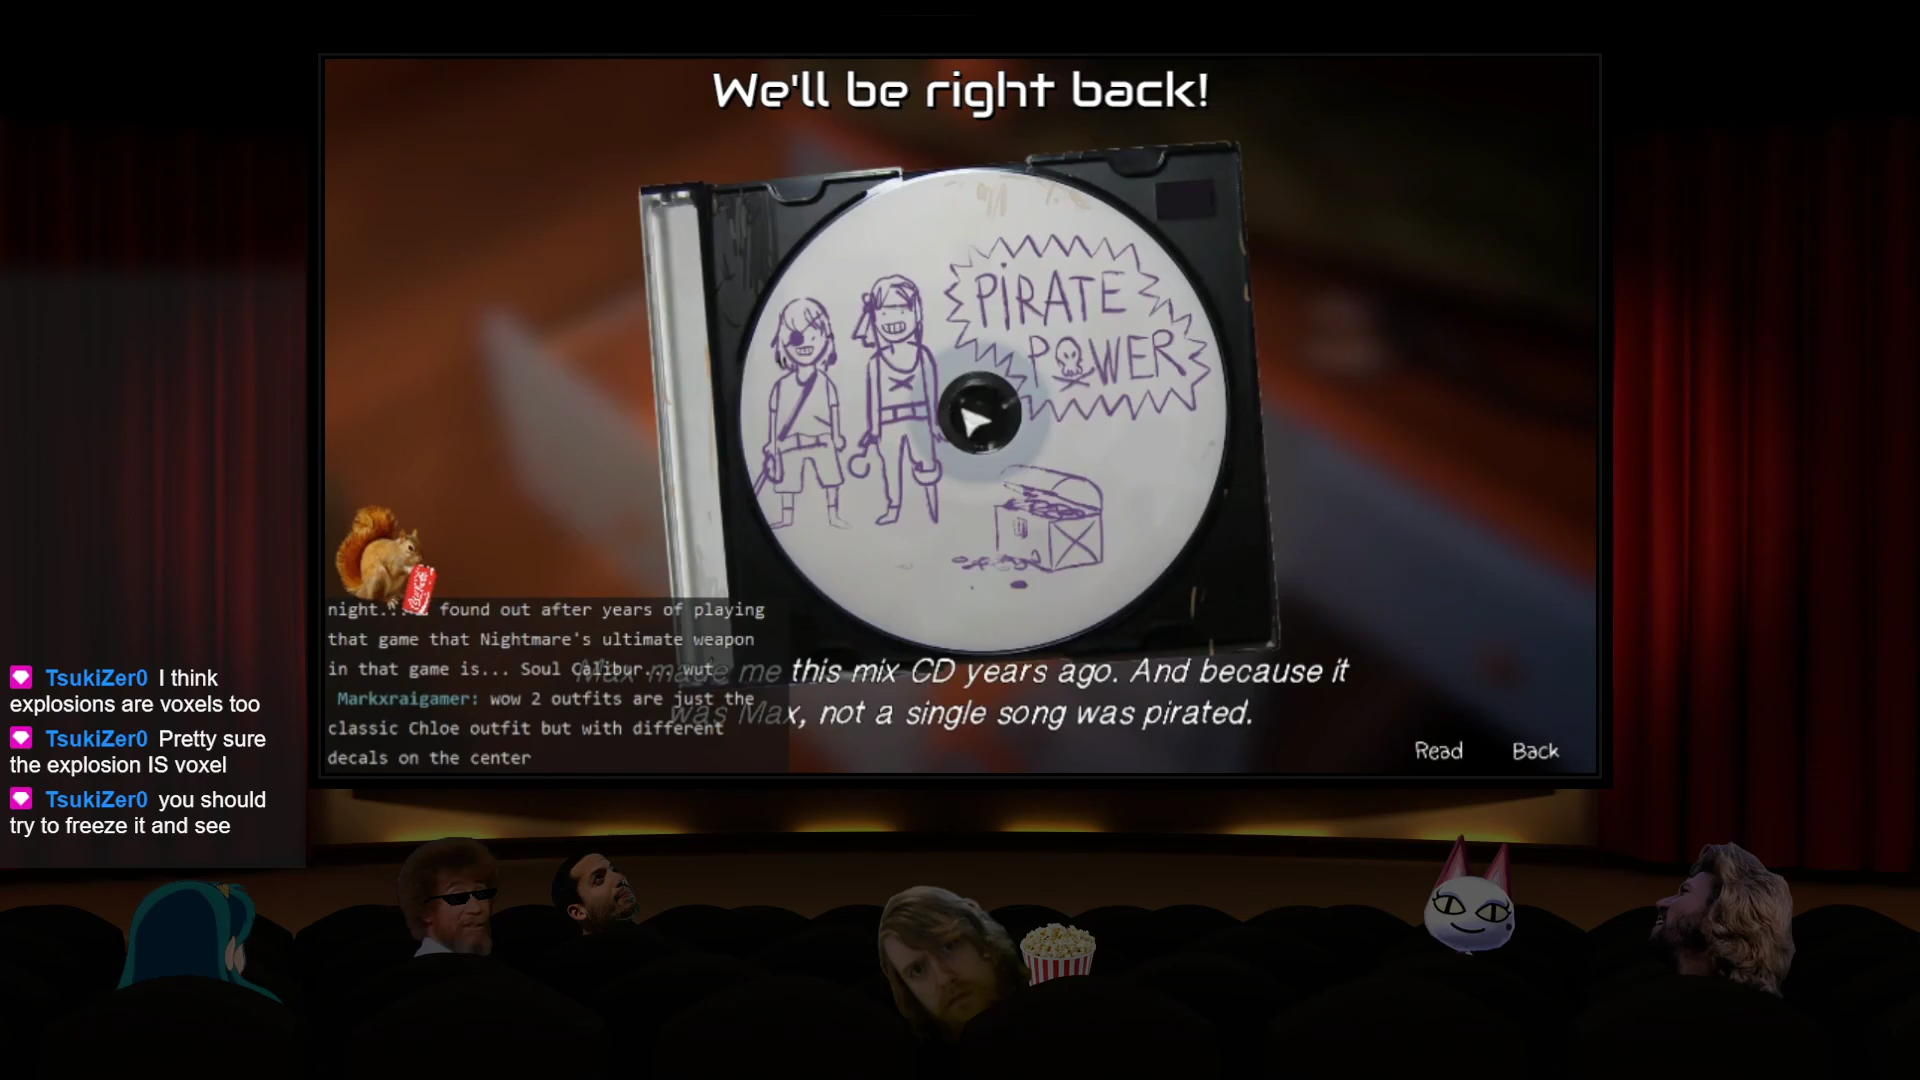 We'll be right back!
PiRATE
POWER
night.... found out after years of playing
that game that Nightmare's ultimate weapon
in that game is... Soul Calibur... wut
Markxraigamer: wow 2 outfits are just the
classic Chloe outfit but with different
decals on the center
made me this mix CD years ago. And because it
was Max, not a single song was pirated.
Read Back
TsukiZer0 I think
explosions are voxels too
TsukiZer0 Pretty sure
the explosion IS voxel
TsukiZer0 you should
try to freeze it and see